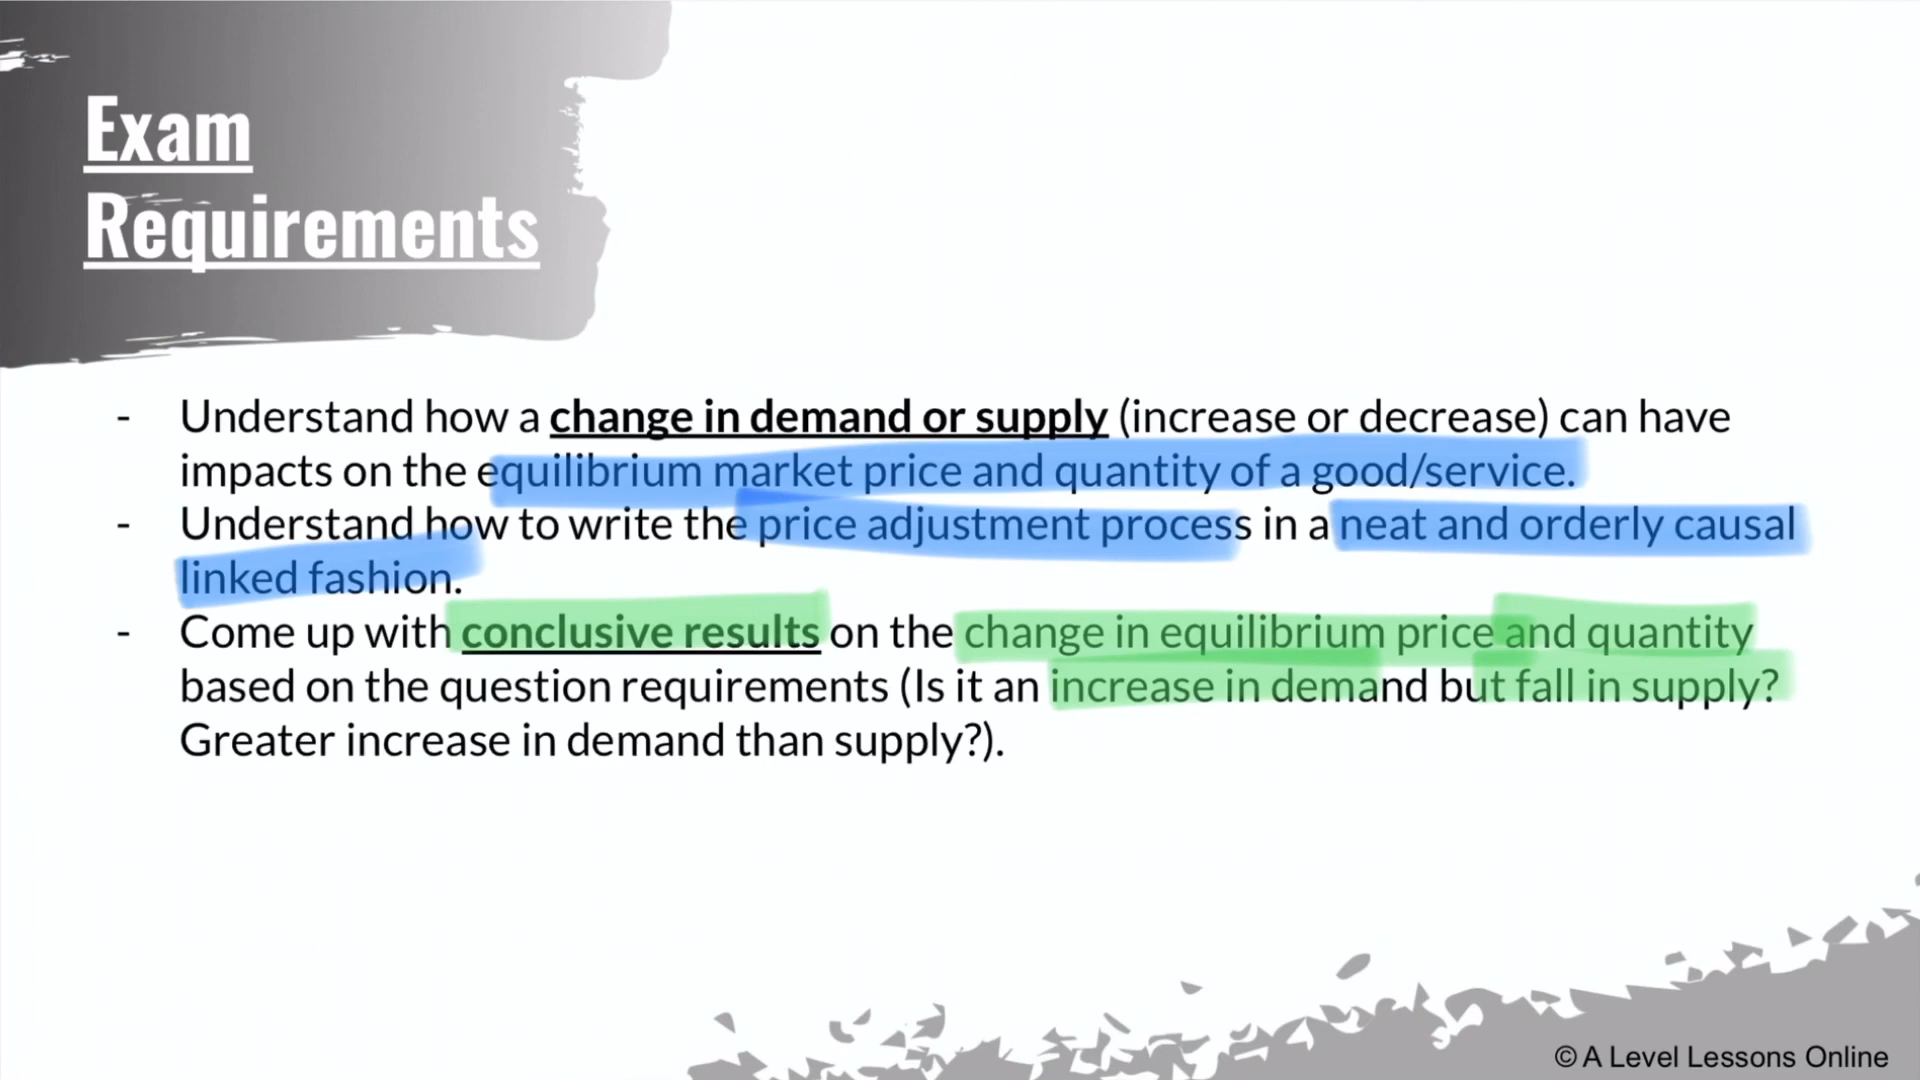 Exam
Requirements
- Understand how a change in demand or supply (increase or decrease) can have
impacts on the equilibrium market price and quantity of a good/service.
- Understand how to write the price adjustment process in a neat and orderly causal
linked fashion.
- Come up with conclusive results on the change in equilibrium price and quantity
based on the question requirements (Is it an increase in demand but fall in supply?
Greater increase in demand than supply?).
© A Level Lessons Online